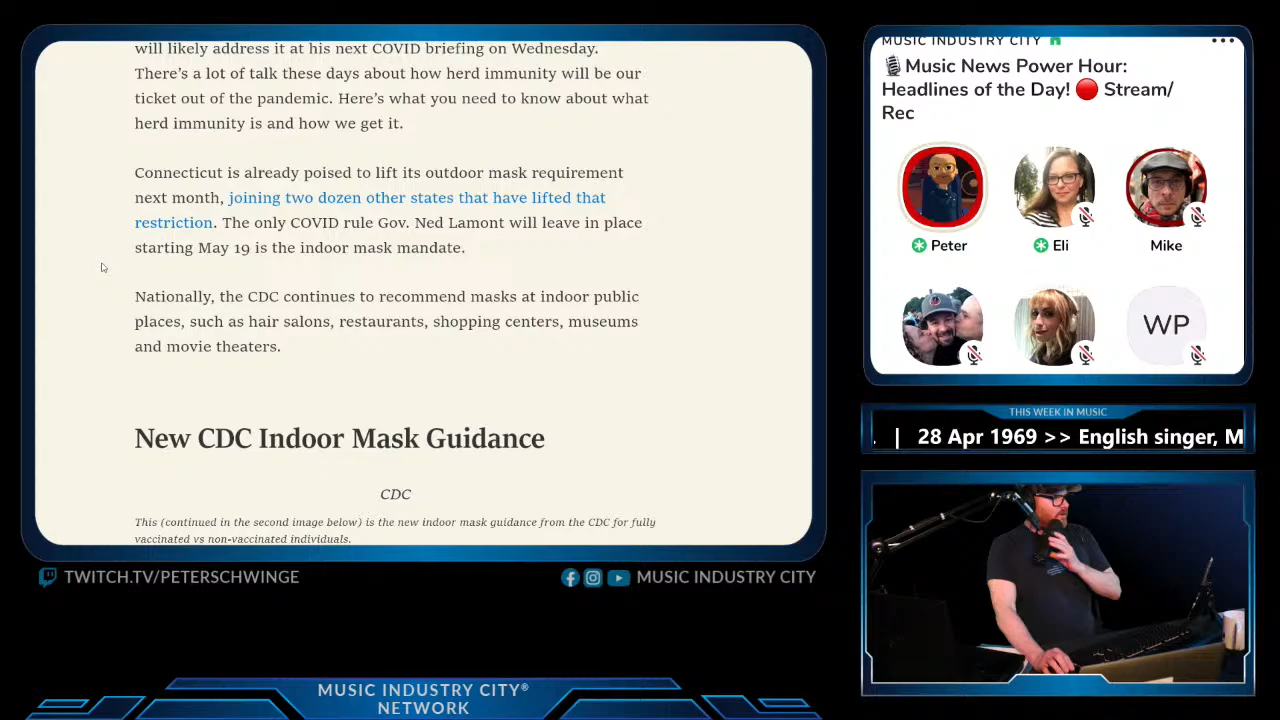 will likely address it at his next COVID briefing on Wednesday.
There's a lot of talk these days about how herd immunity will be our
ticket out of the pandemic. Here's what you need to know about what
herd immunity is and how we get it.
Connecticut is already poised to lift its outdoor mask requirement
next month, joining two dozen other states that have lifted that
restriction. The only COVID rule Gov. Ned Lamont will leave in place
starting May 19 is the indoor mask mandate.
Nationally, the CDC continues to recommend masks at indoor public
places, such as hair salons, restaurants, shopping centers, museums
and movie theaters.
New CDC Indoor Mask Guidance
CDC
This (continued in the second image below) is the new indoor mask guidance from the CDC for fully
vaccinated vs non-vaccinated individuals.
TWITCH.TV/PETERSCHWINGE
MUSIC INDUSTRY CITY
MUSIC INDUSTRY CITY®
NETWORK
MUSIC INDUSTRY CITY
Music News Power Hour:
Headlines of the Day! 🔴 Stream/
Rec
Peter
Eli
Mike
WP
THIS WEEK IN MUSIC
. | 28 Apr 1969 >> English singer, M